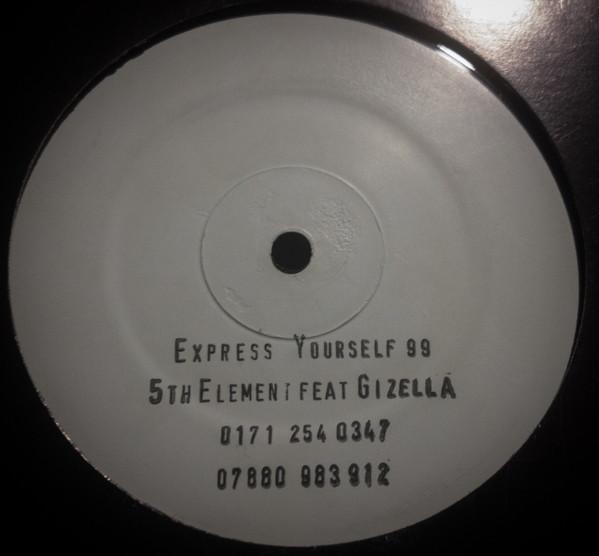 Express Yourself 99
5th Element feat Gizella
0171 254 0347
07880 983 912